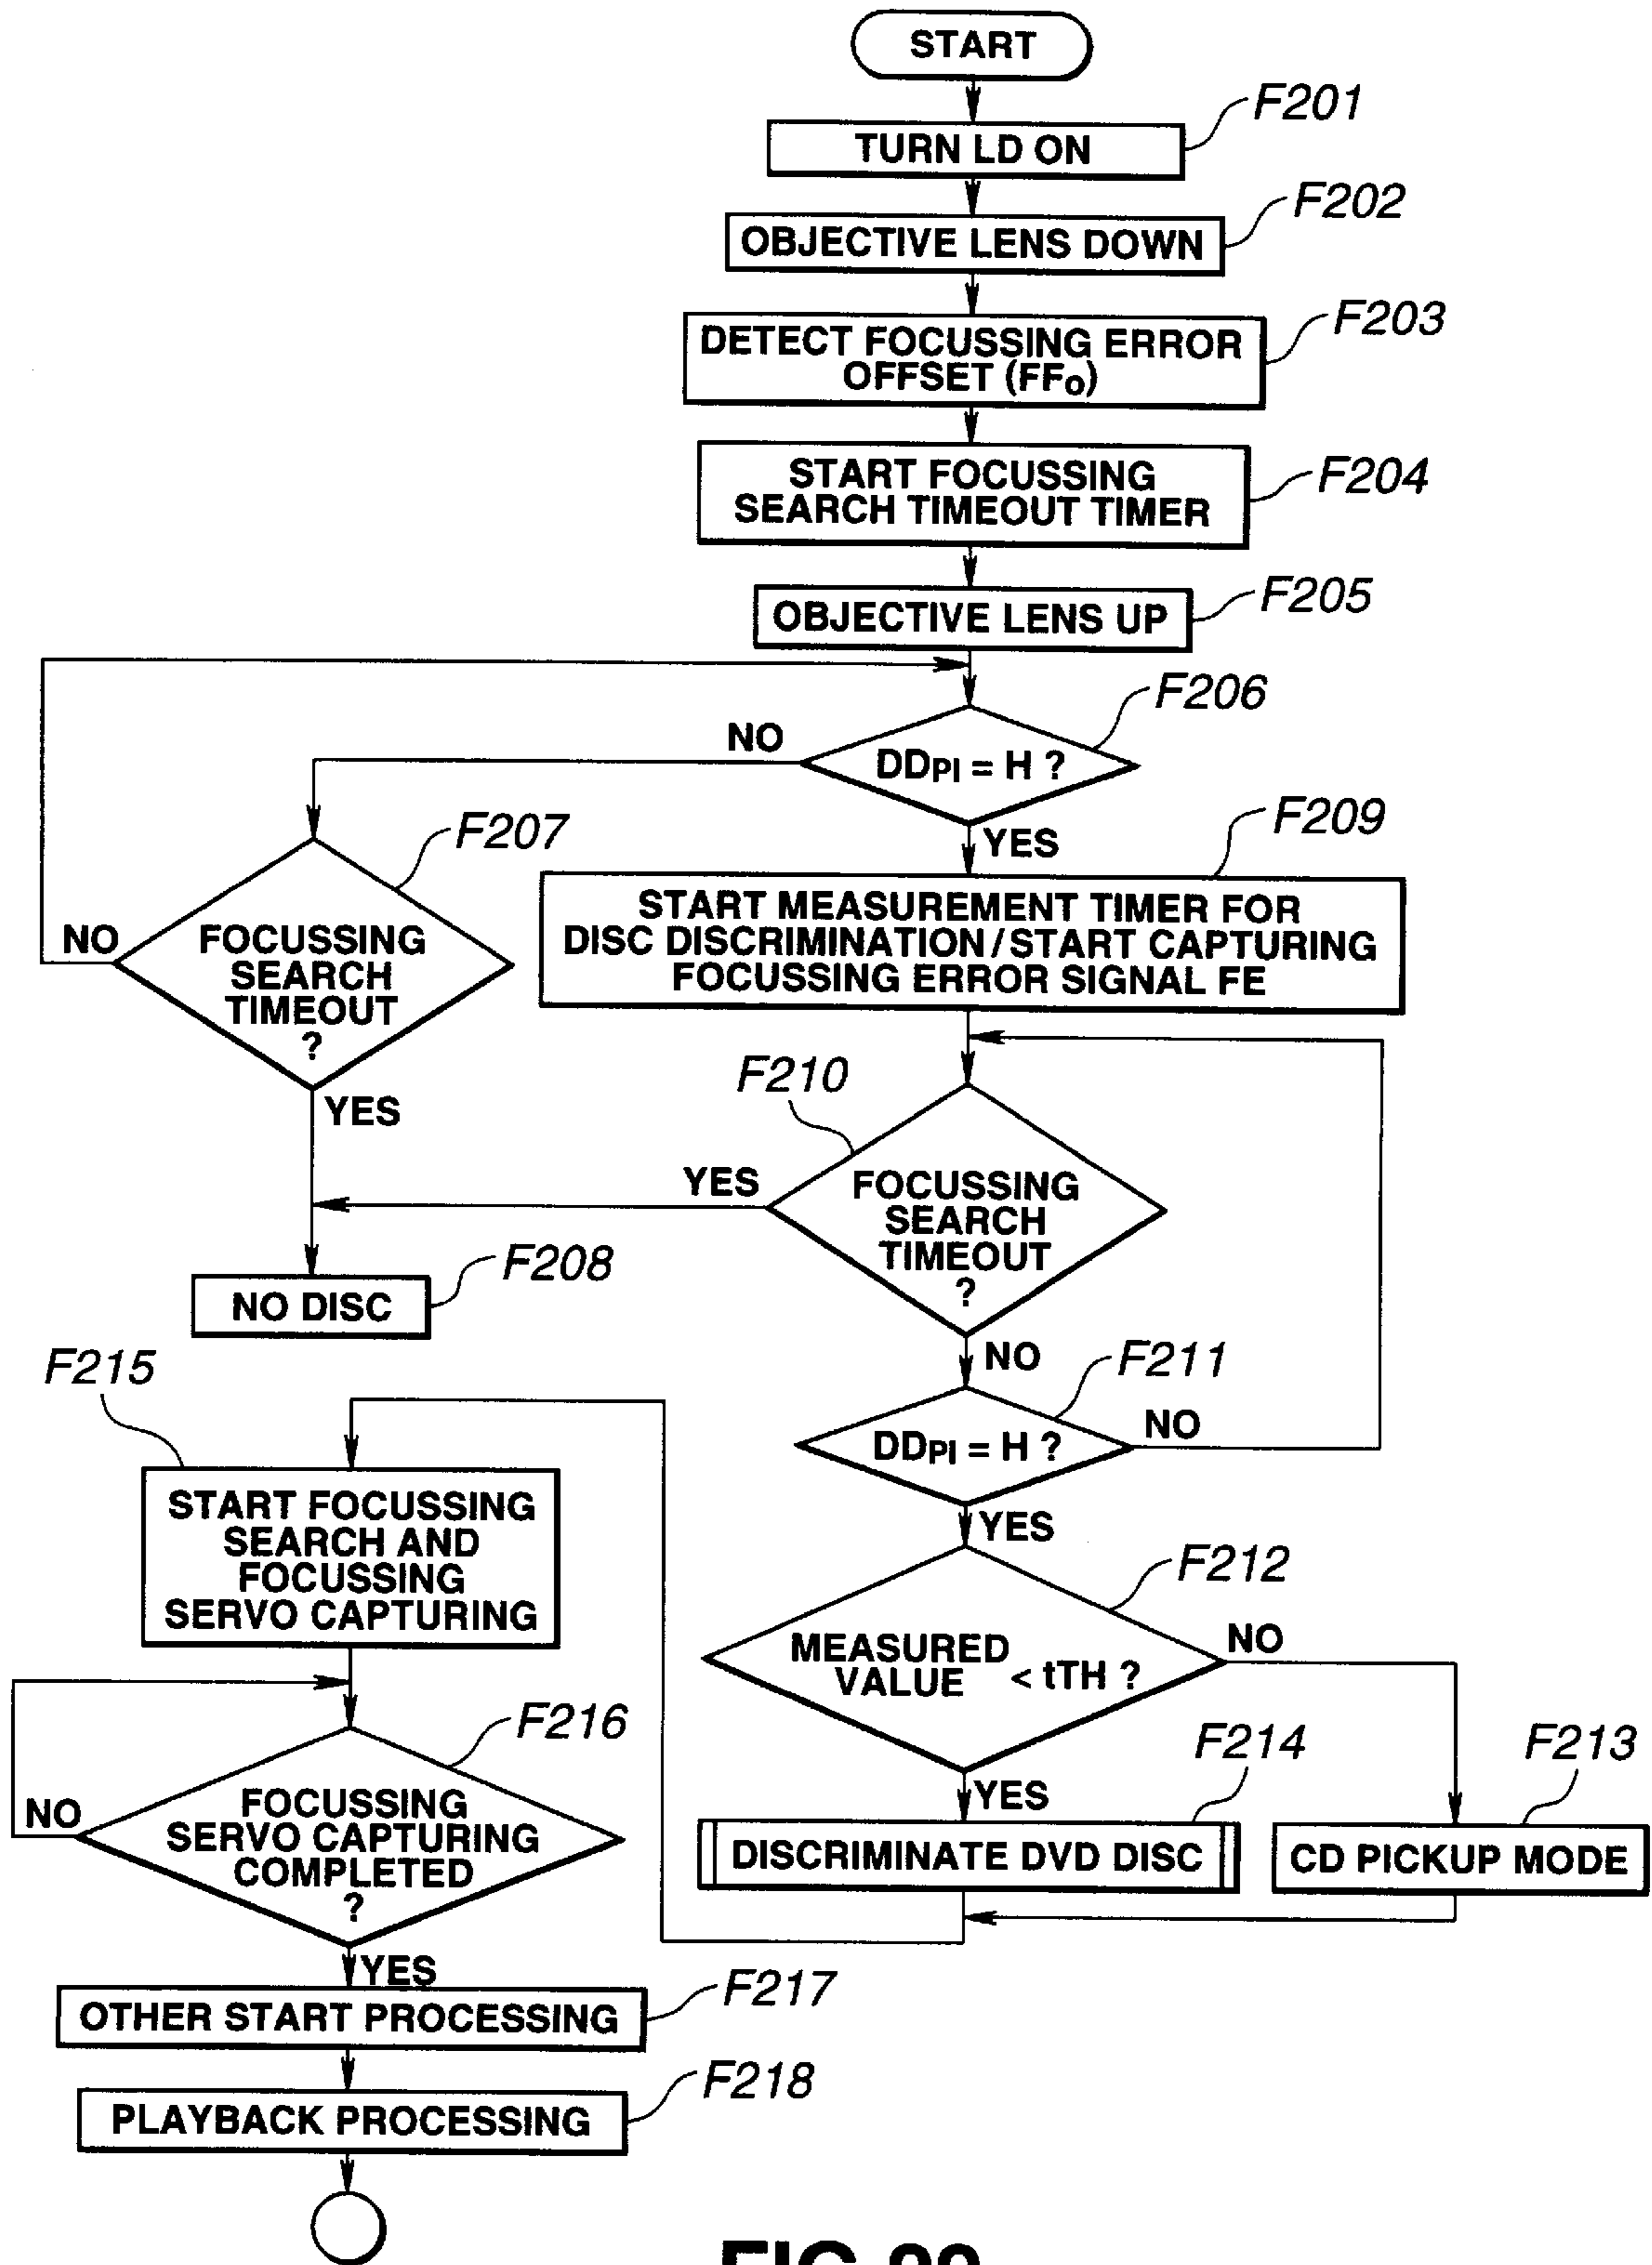 START
F201
TURN LD ON
F202
OBJECTIVE LENS DOWN
F203
DETECT FOCUSSING ERROR
OFFSET (FFo)
F204
START FOCUSSING
SEARCH TIMEOUT TIMER
F205
OBJECTIVE LENS UP
F206
NO
DDPI = H ?
F207
YES
F209
NO
FOCUSSING
SEARCH
TIMEOUT
?
START MEASUREMENT TIMER FOR
DISC DISCRIMINATION/START CAPTURING
FOCUSSING ERROR SIGNAL FE
YES
F210
YES
FOCUSSING
SEARCH
TIMEOUT
?
F208
NO DISC
NO
F211
DDPI = H ?
NO
F215
START FOCUSSING
SEARCH AND
FOCUSSING
SERVO CAPTURING
YES
F212
MEASURED
VALUE < tTH ?
NO
F216
NO
FOCUSSING
SERVO CAPTURING
COMPLETED
?
YES
F214
DISCRIMINATE DVD DISC
F213
CD PICKUP MODE
YES
F217
OTHER START PROCESSING
F218
PLAYBACK PROCESSING